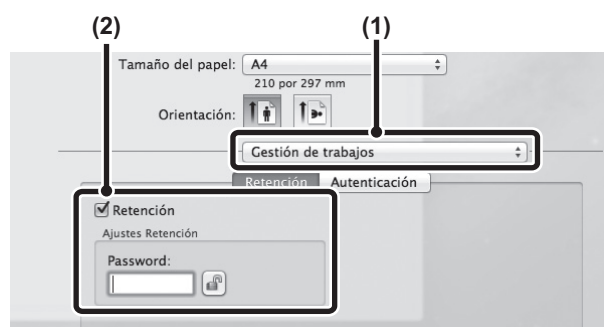 (2) (1)
Tamaño del papel: A4
210 por 297 mm
Orientación:
Gestión de trabajos
Retención Autenticación
Retención
Ajustes Retención
Password: